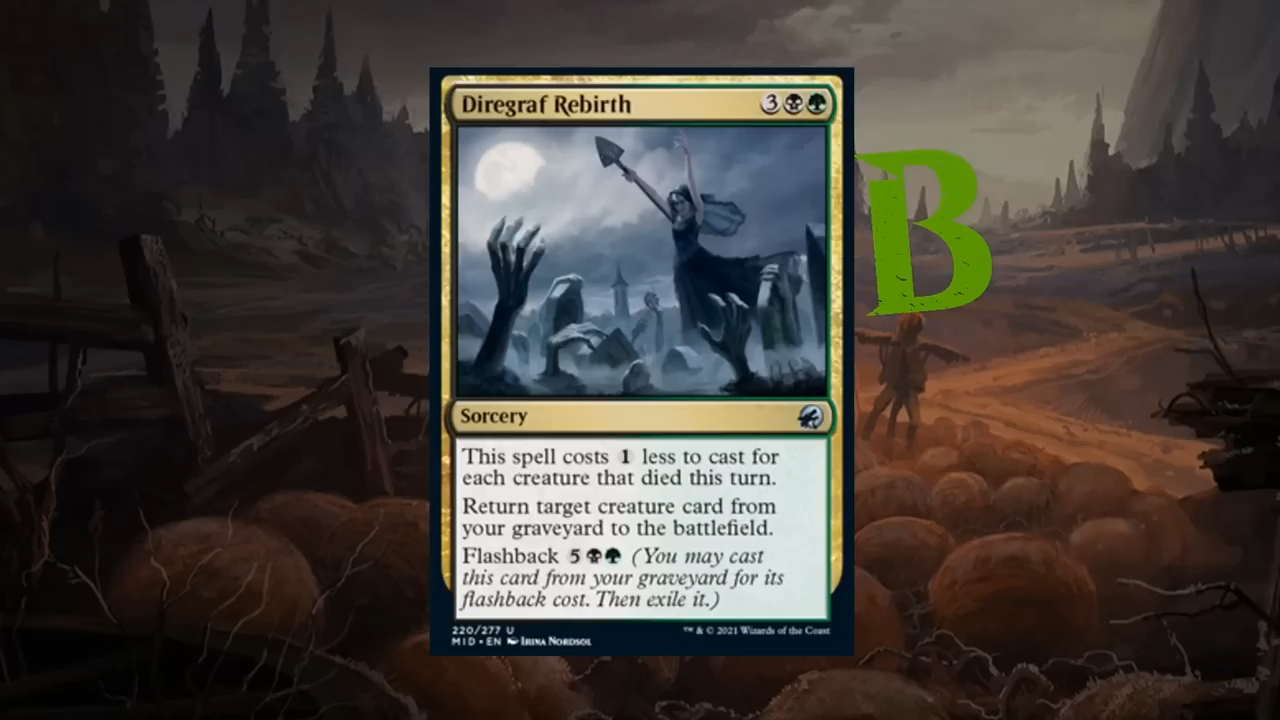 Diregraf Rebirth 3
B
Sorcery
This spell costs 1 less to cast for
each creature that died this turn.
Return target creature card from
your graveyard to the battlefield.
Flashback 5 (You may cast
this card from your graveyard for its
flashback cost. Then exile it.)
220/277 U
MID • EN Irina Nordsol
™ & © 2021 Wizards of the Coast